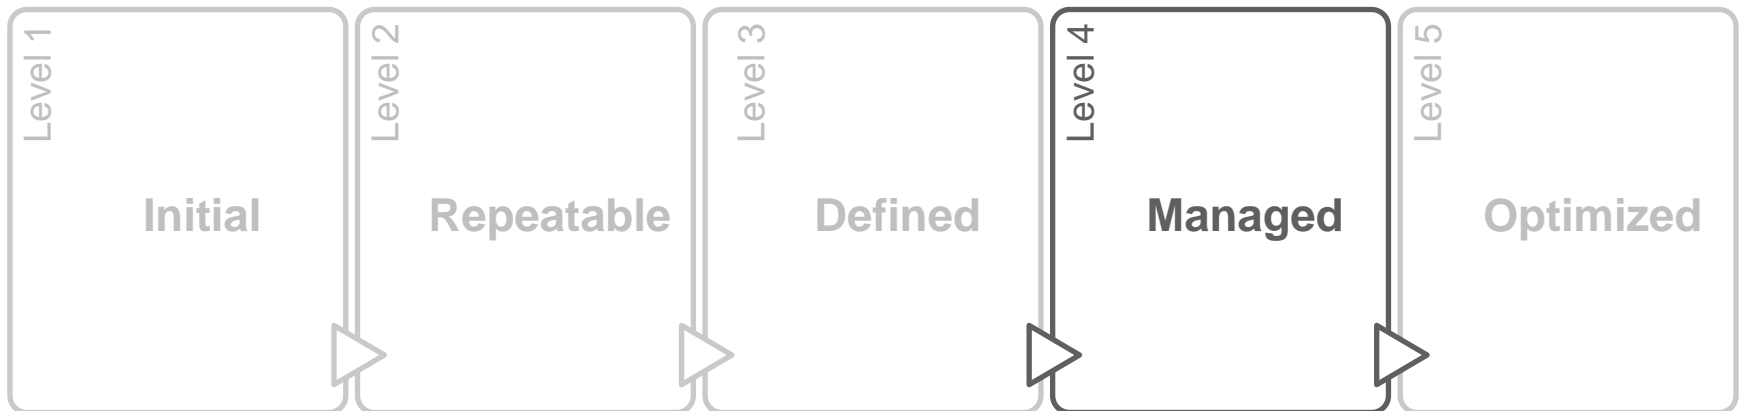 Level 1
Initial
Level 2
Repeatable
Level 3
Defined
Level 4
Managed
Level 5
Optimized